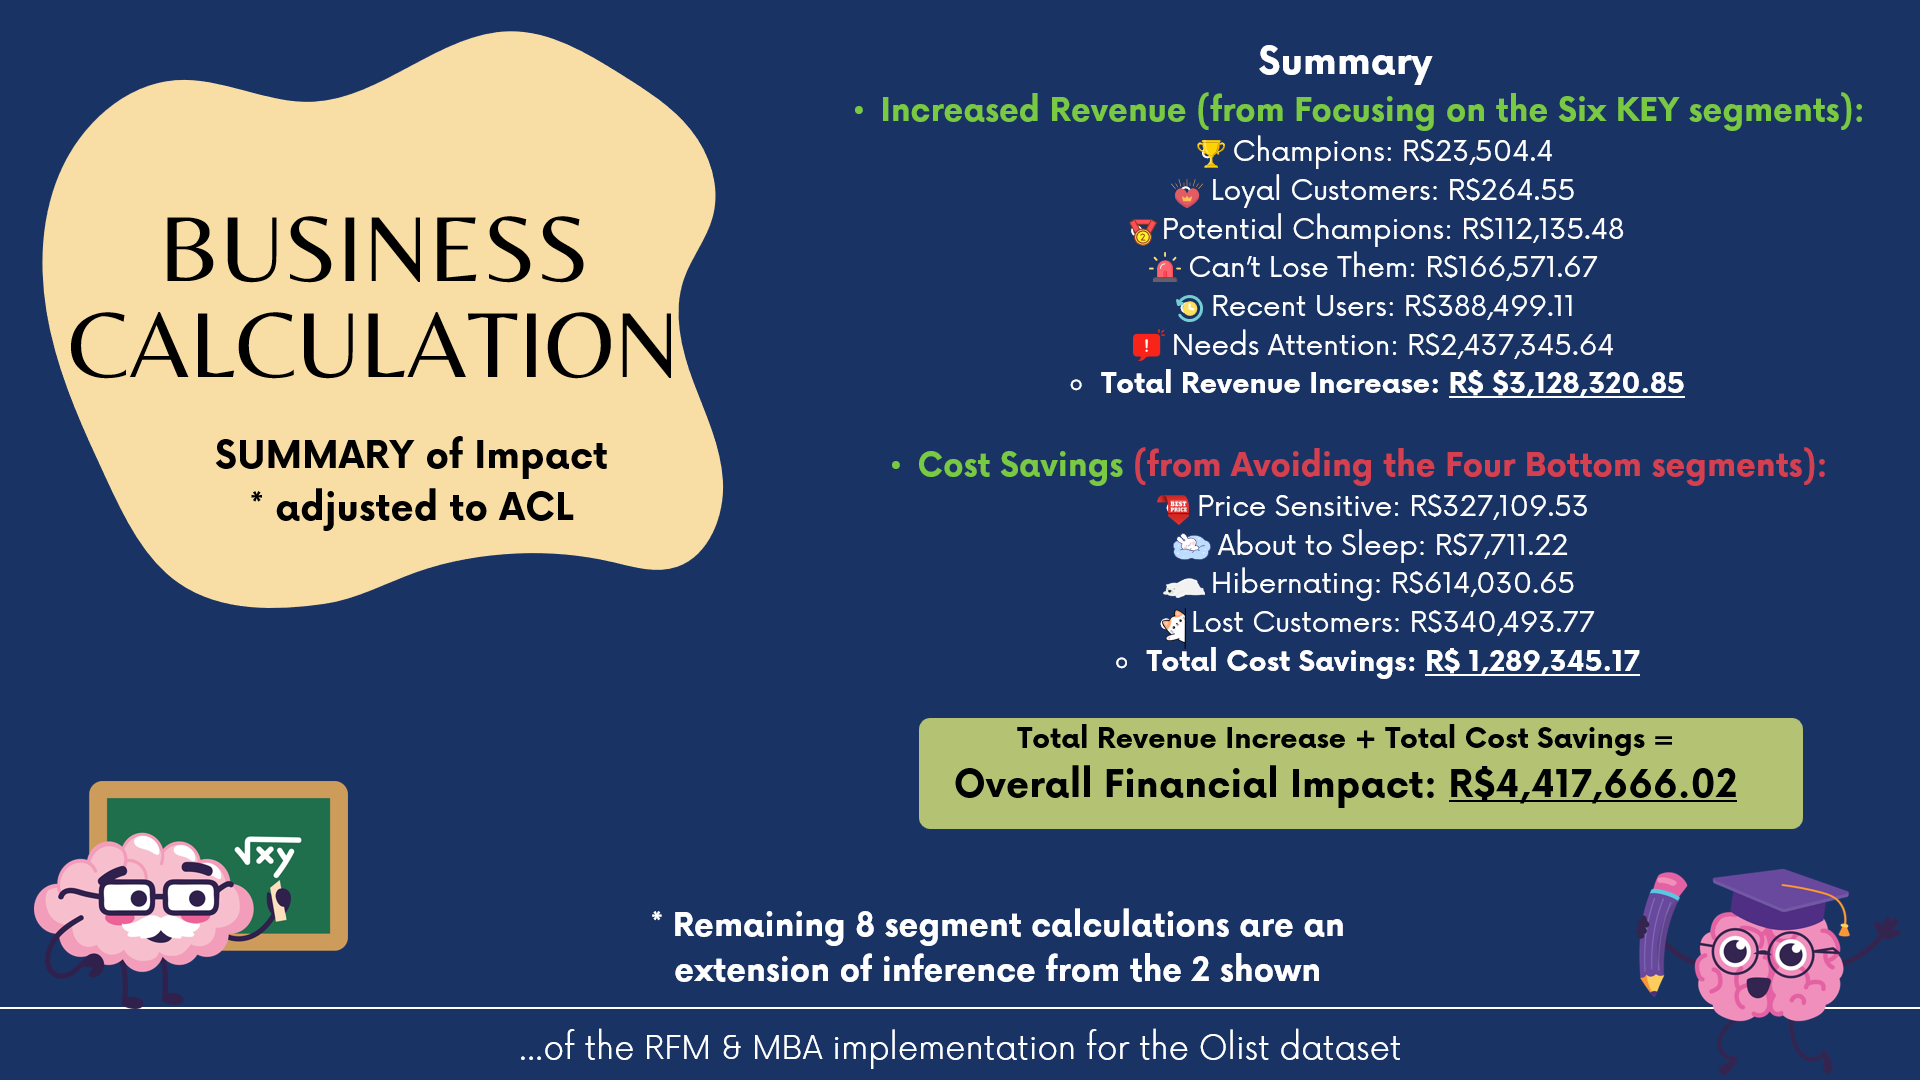 BUSINESS
CALCULATION
SUMMARY of Impact
* adjusted to ACL
Summary
• Increased Revenue (from Focusing on the Six KEY segments):
Champions: R$23,504.4
Loyal Customers: R$264.55
Potential Champions: R$112,135.48
Can’t Lose Them: R$166,571.67
Recent Users: R$388,499.11
! Needs Attention: R$2,437,345.64
Total Revenue Increase: R$ $3,128,320.85
• Cost Savings (from Avoiding the Four Bottom segments):
BEST
PRICE
Price Sensitive: R$327,109.53
About to Sleep: R$7,711.22
Hibernating: R$614,030.65
Lost Customers: R$340,493.77
Total Cost Savings: R$ 1,289,345.17
Total Revenue Increase + Total Cost Savings =
Overall Financial Impact: R$4,417,666.02
√xy
* Remaining 8 segment calculations are an
extension of inference from the 2 shown
...of the RFM & MBA implementation for the Olist dataset